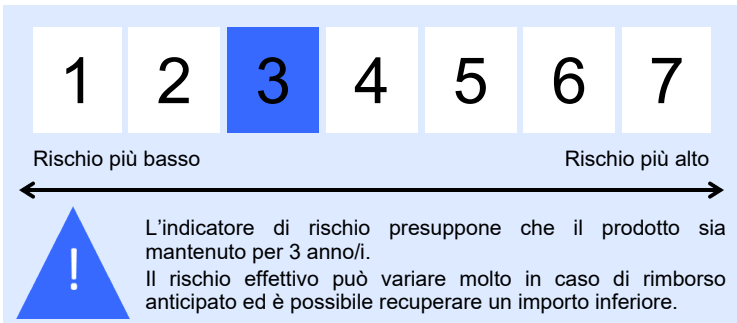 1 2 3 4 5 6 7
Rischio più basso Rischio più alto
!
L'indicatore di rischio presuppone che il prodotto sia
mantenuto per 3 anno/i.
Il rischio effettivo può variare molto in caso di rimborso
anticipato ed è possibile recuperare un importo inferiore.